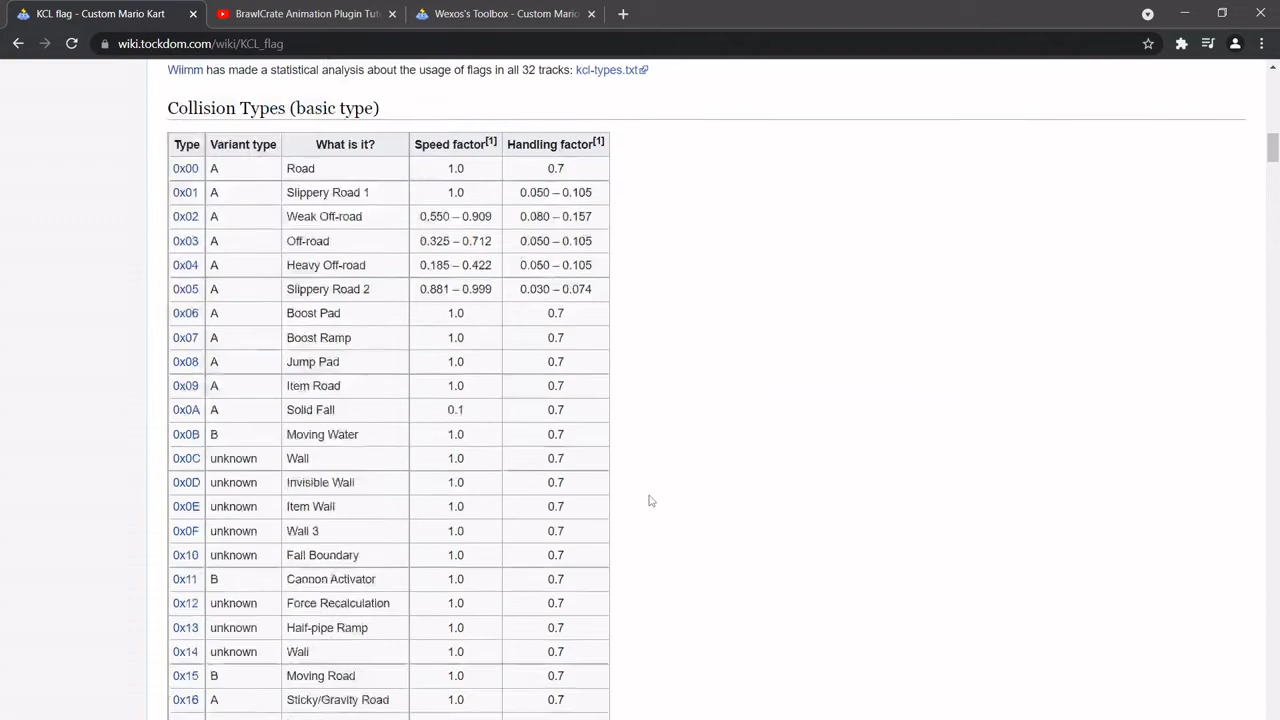 KCL flag - Custom Mario Kart
BrawlCrate Animation Plugin Tut
Wexos's Toolbox - Custom Mario
wiki.tockdom.com/wiki/KCL_flag
Wiimm has made a statistical analysis about the usage of flags in all 32 tracks: kcl-types.txt
Collision Types (basic type)
Type Variant type What is it? Speed factor[1] Handling factor[1]
0x00 A Road 1.0 0.7
0x01 A Slippery Road 1 1.0 0.050 – 0.105
0x02 A Weak Off-road 0.550 – 0.909 0.080 – 0.157
0x03 A Off-road 0.325 – 0.712 0.050 – 0.105
0x04 A Heavy Off-road 0.185 – 0.422 0.050 – 0.105
0x05 A Slippery Road 2 0.881 – 0.999 0.030 – 0.074
0x06 A Boost Pad 1.0 0.7
0x07 A Boost Ramp 1.0 0.7
0x08 A Jump Pad 1.0 0.7
0x09 A Item Road 1.0 0.7
0x0A A Solid Fall 0.1 0.7
0x0B B Moving Water 1.0 0.7
0x0C unknown Wall 1.0 0.7
0x0D unknown Invisible Wall 1.0 0.7
0x0E unknown Item Wall 1.0 0.7
0x0F unknown Wall 3 1.0 0.7
0x10 unknown Fall Boundary 1.0 0.7
0x11 B Cannon Activator 1.0 0.7
0x12 unknown Force Recalculation 1.0 0.7
0x13 unknown Half-pipe Ramp 1.0 0.7
0x14 unknown Wall 1.0 0.7
0x15 B Moving Road 1.0 0.7
0x16 A Sticky/Gravity Road 1.0 0.7